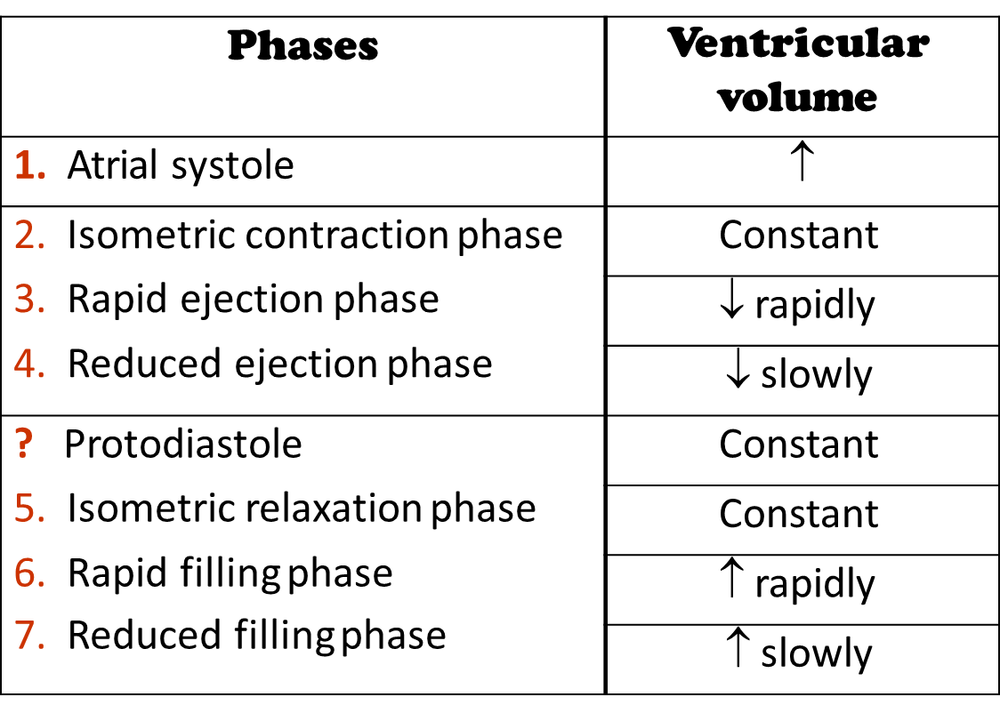 Phases
Ventricular
volume
1. Atrial systole
↑
2. Isometric contraction phase
Constant
3. Rapid ejection phase
↓ rapidly
4. Reduced ejection phase
↓ slowly
? Protodiastole
Constant
5. Isometric relaxation phase
Constant
6. Rapid filling phase
↑ rapidly
7. Reduced filling phase
↑ slowly